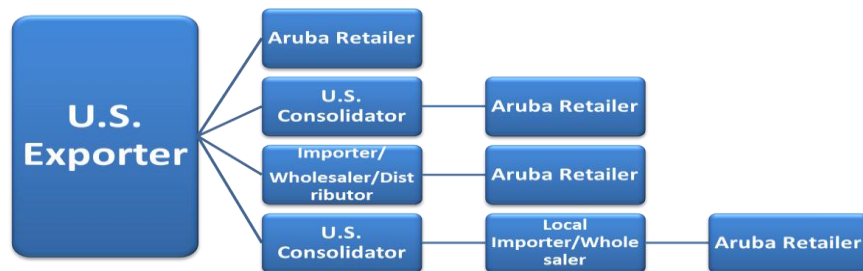 U.S.
Exporter
Aruba Retailer
U.S.
Consolidator
Aruba Retailer
Importer/
Wholesaler/Dist
ributor
Aruba Retailer
U.S.
Consolidator
Local
Importer/Whole
saler
Aruba Retailer